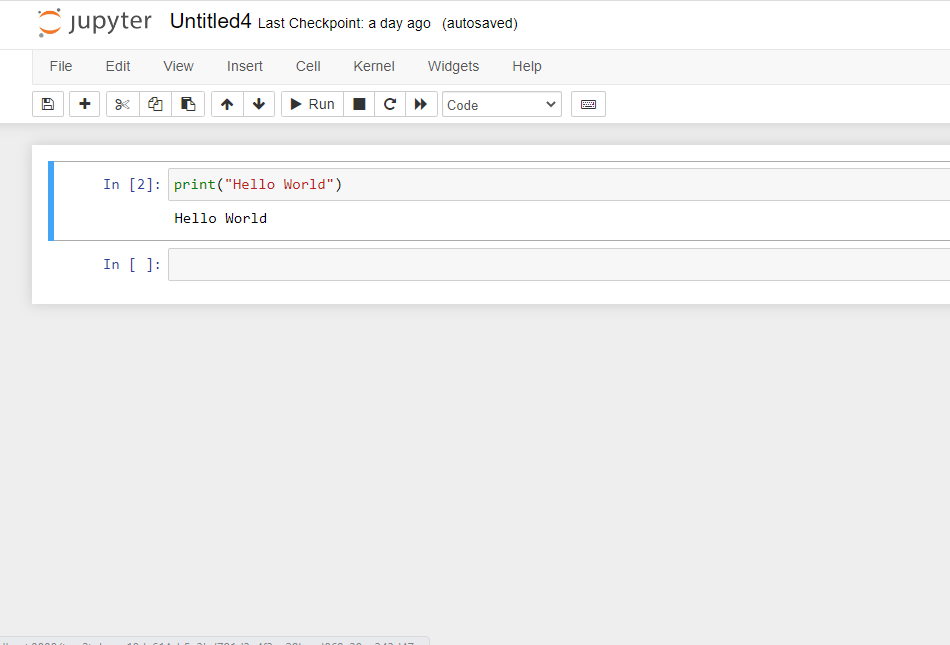 jupyter Untitled4 Last Checkpoint: a day ago (autosaved)
File Edit View Insert Cell Kernel Widgets Help
Run Code
In [2]: print("Hello World")
Hello World
In [ ]: